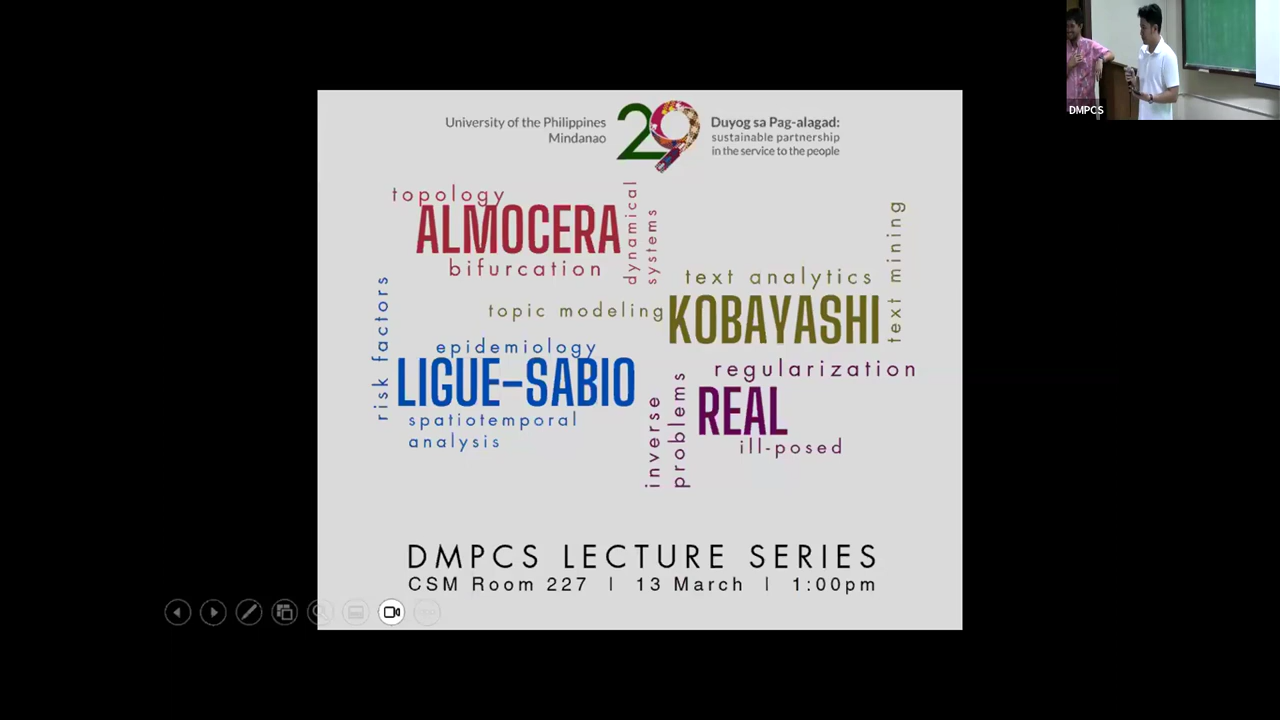 DMPCS
University of the Philippines
Mindanao
29
Duyog sa Pag-alagad:
sustainable partnership
in the service to the people
topology
ALMOCERA
bifurcation
dynamical
systems
text analytics
text mining
topic modeling
KOBAYASHI
risk factors
epidemiology
LIGUE-SABIO
spatiotemporal
analysis
regularization
inverse
problems
REAL
ill-posed
DMPCS LECTURE SERIES
CSM Room 227 | 13 March | 1:00pm